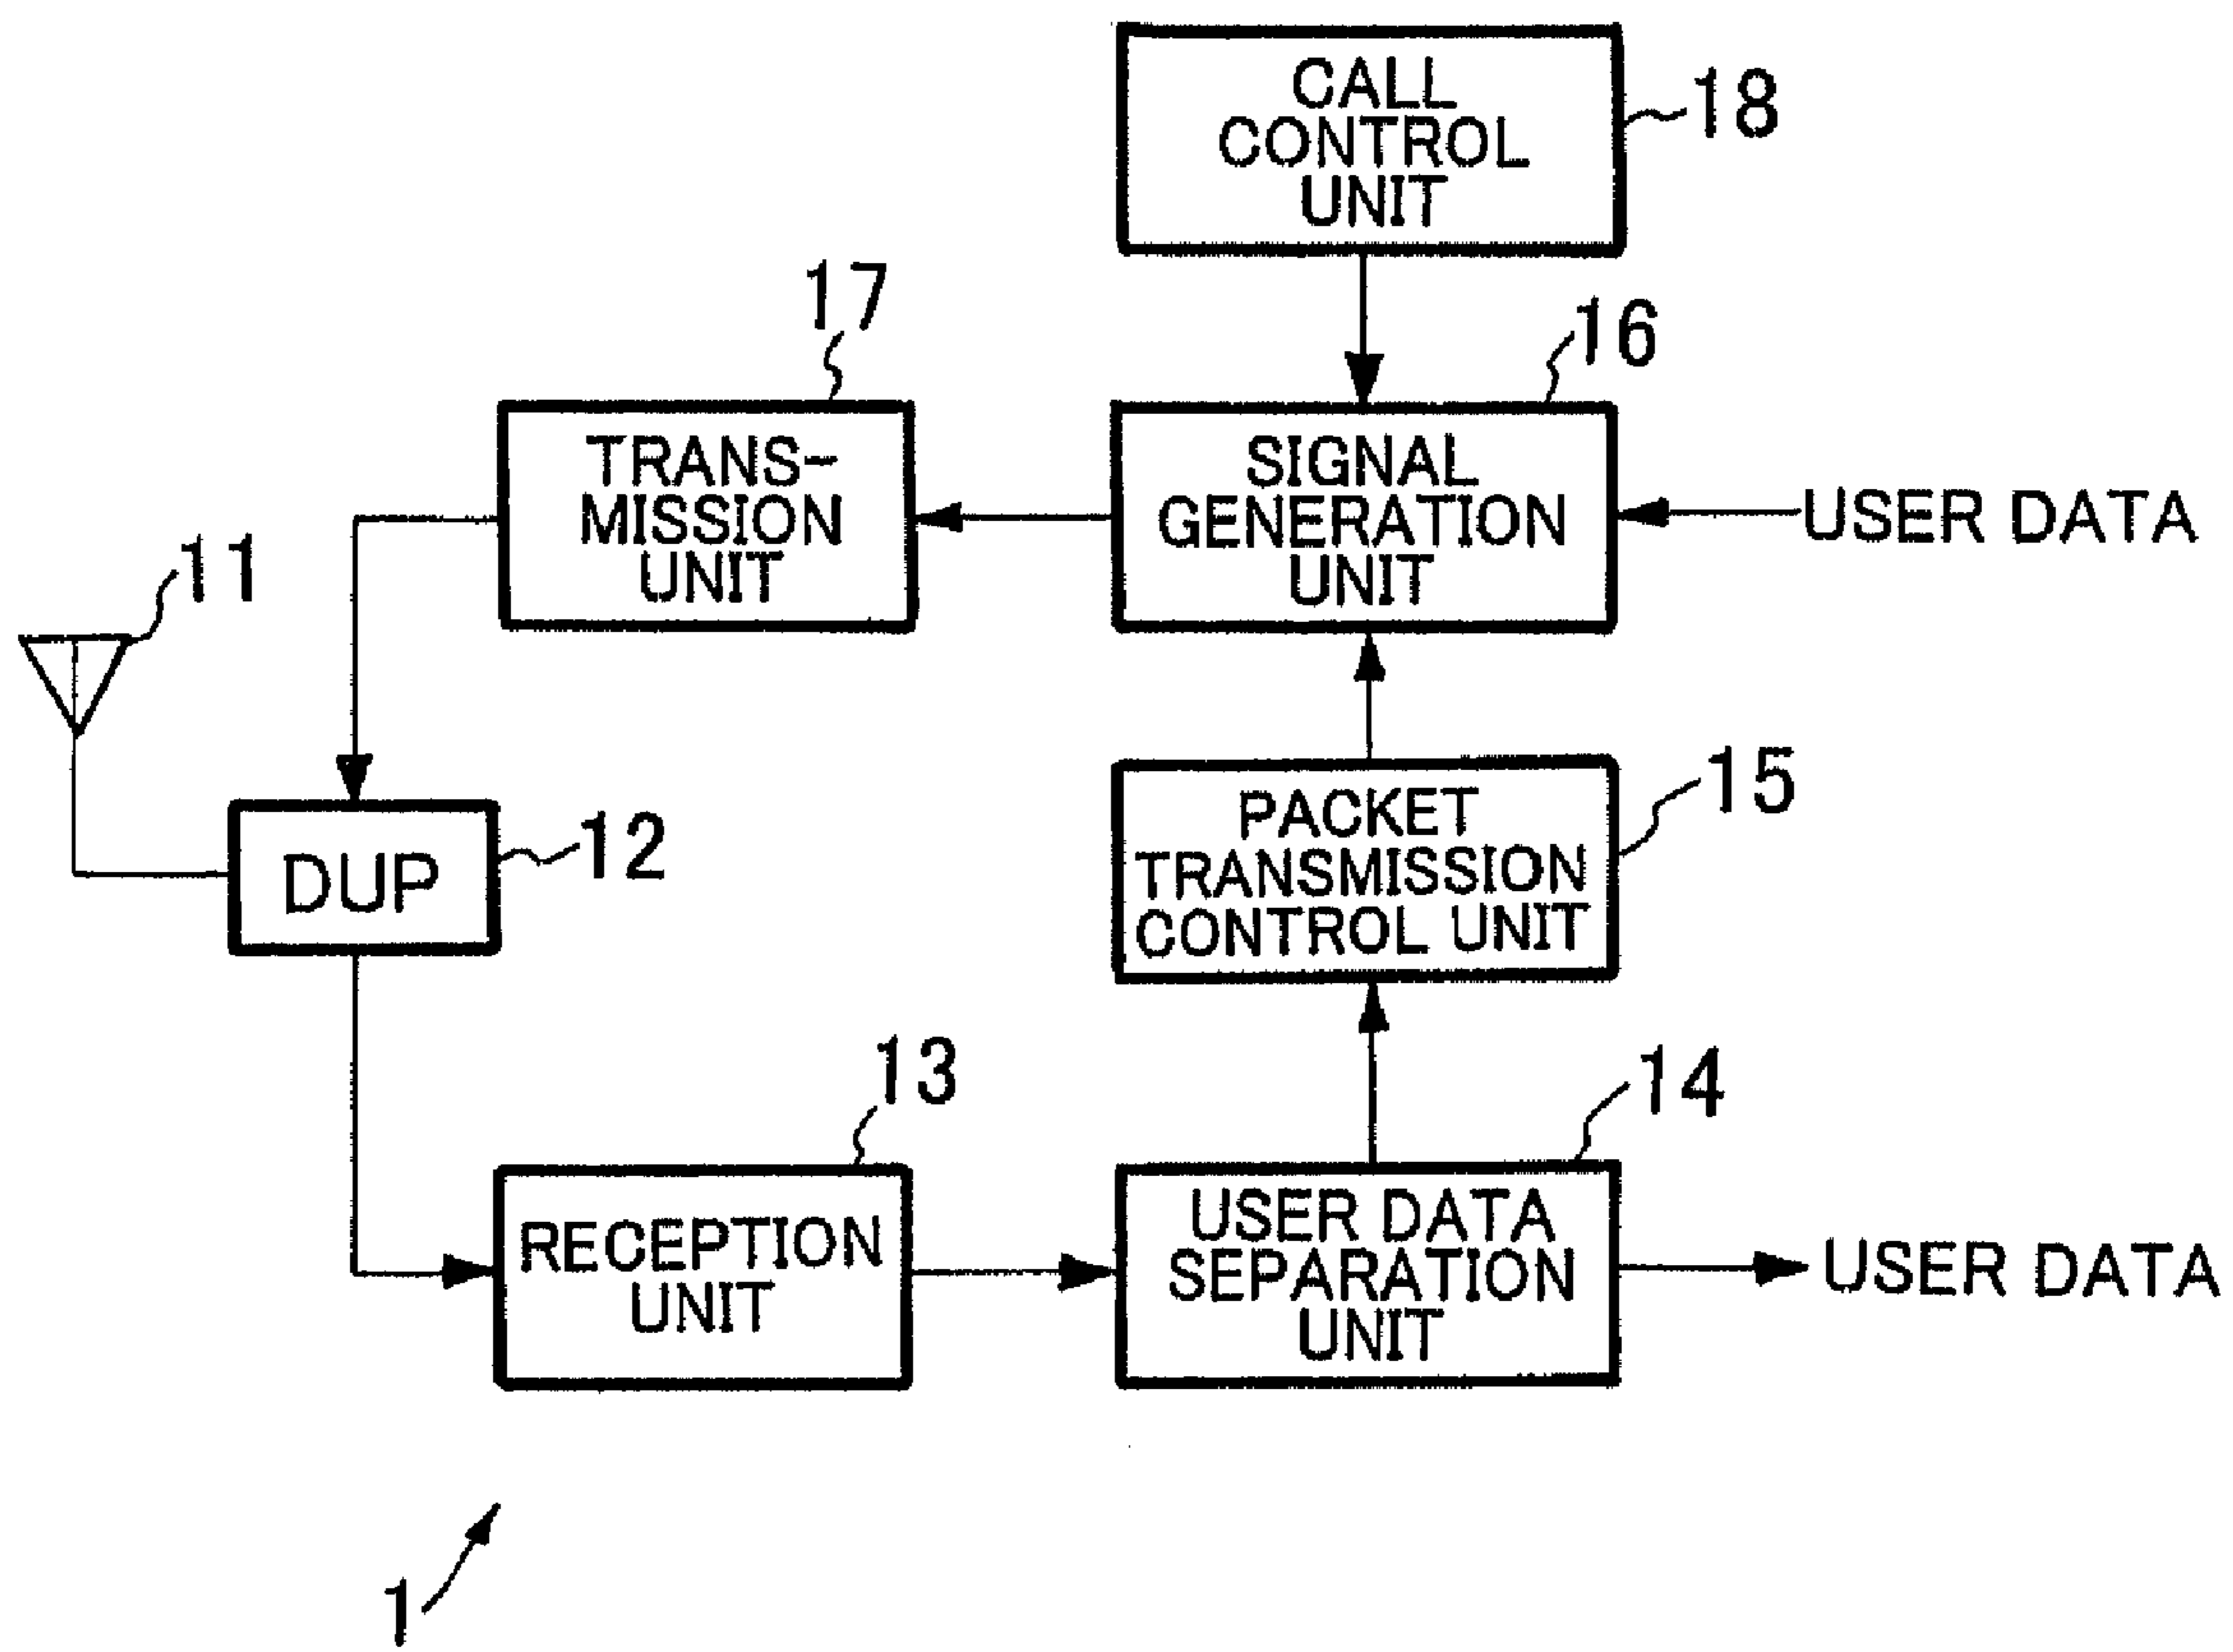 CALL
CONTROL
UNIT
18
17
16
TRANS-
MISSION
UNIT
SIGNAL
GENERATION
UNIT
USER DATA
11
12
DUP
15
PACKET
TRANSMISSION
CONTROL UNIT
13
14
RECEPTION
UNIT
USER DATA
SEPARATION
UNIT
USER DATA
1